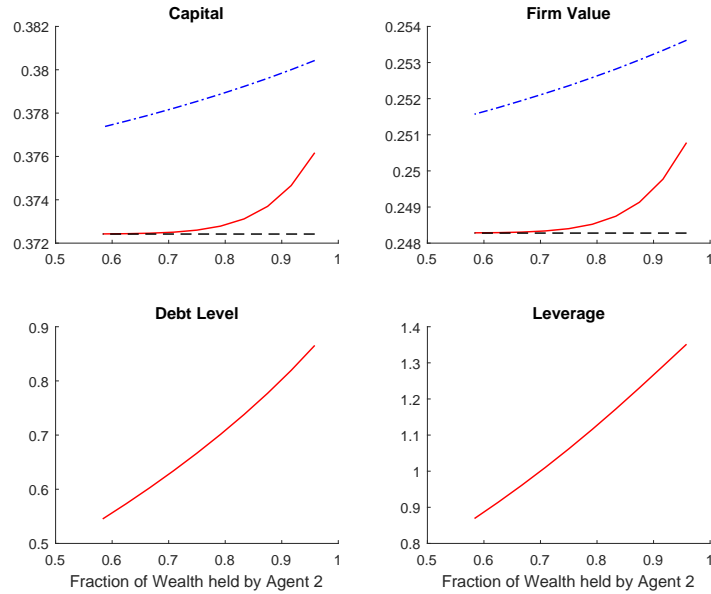 Capital
0.382
0.38
0.378
0.376
0.374
0.372
0.5 0.6 0.7 0.8 0.9 1
Firm Value
0.254
0.253
0.252
0.251
0.25
0.249
0.248
0.5 0.6 0.7 0.8 0.9 1
Debt Level
0.9
0.8
0.7
0.6
0.5
0.5 0.6 0.7 0.8 0.9 1
Fraction of Wealth held by Agent 2
Leverage
1.4
1.3
1.2
1.1
1
0.9
0.8
0.5 0.6 0.7 0.8 0.9 1
Fraction of Wealth held by Agent 2